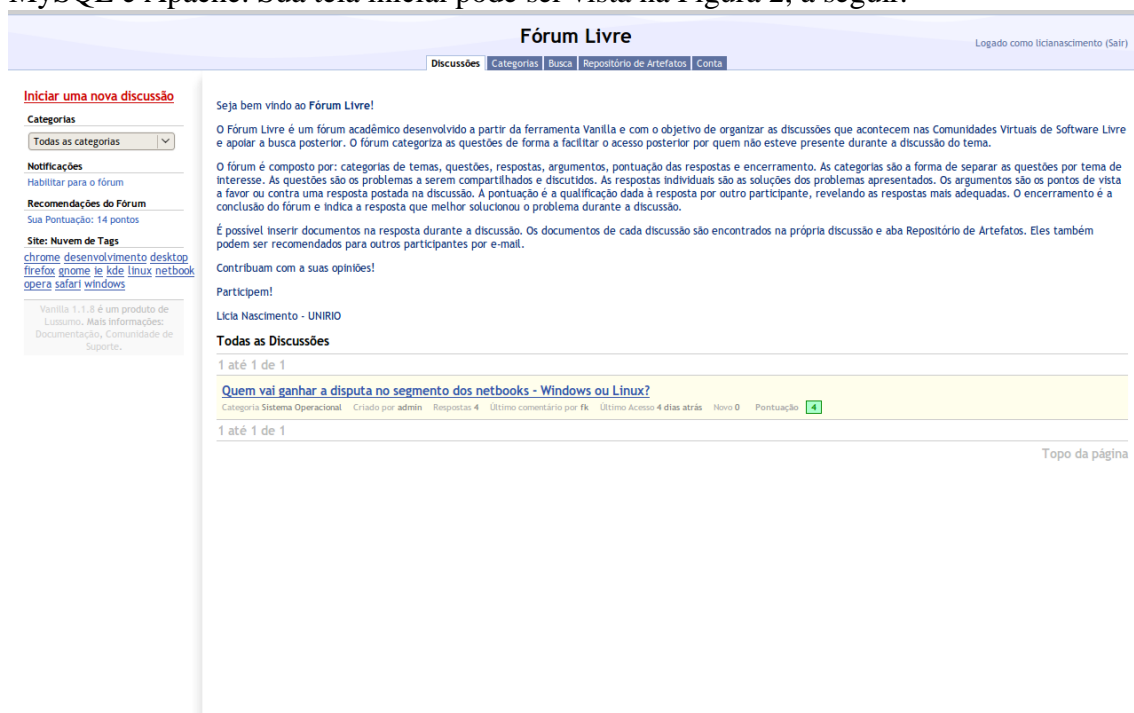 MySQL e Apache. Sua tela inicial pode ser vista na Figura 2, a seguir.
Fórum Livre
Logado como licianascimento (Sair)
Discussões Categorias Busca Repositório de Artefatos Conta
Iniciar uma nova discussão
Categorias
Todas as categorias
Notificações
Habilitar para o fórum
Recomendações do Fórum
Sua Pontuação: 14 pontos
Site: Nuvem de Tags
chrome desenvolvimento desktop
firefox gnome ie kde linux netbook
opera safari windows
Vanilla 1.1.8 é um produto de
Lussumo. Mais informações:
Documentação, Comunidade de
Suporte.
Seja bem vindo ao Fórum Livre!
O Fórum Livre é um fórum acadêmico desenvolvido a partir da ferramenta Vanilla e com o objetivo de organizar as discussões que acontecem nas Comunidades Virtuais de Software Livre
e apoiar a busca posterior. O fórum categoriza as questões de forma a facilitar o acesso posterior por quem não esteve presente durante a discussão do tema.
O fórum é composto por: categorias de temas, questões, respostas, argumentos, pontuação das respostas e encerramento. As categorias são a forma de separar as questões por tema de
interesse. As questões são os problemas a serem compartilhados e discutidos. As respostas individuais são as soluções dos problemas apresentados. Os argumentos são os pontos de vista
a favor ou contra uma resposta postada na discussão. A pontuação é a qualificação dada à resposta por outro participante, revelando as respostas mais adequadas. O encerramento é a
conclusão do fórum e indica a resposta que melhor solucionou o problema durante a discussão.
É possível inserir documentos na resposta durante a discussão. Os documentos de cada discussão são encontrados na própria discussão e aba Repositório de Artefatos. Eles também
podem ser recomendados para outros participantes por e-mail.
Contribuam com a suas opiniões!
Participem!
Licia Nascimento - UNIRIO
Todas as Discussões
1 até 1 de 1
Quem vai ganhar a disputa no segmento dos netbooks - Windows ou Linux?
Categoria Sistema Operacional Criado por admin Respostas 4 Último comentário por fk Último Acesso 4 dias atrás Novo 0 Pontuação 4
1 até 1 de 1
Topo da página